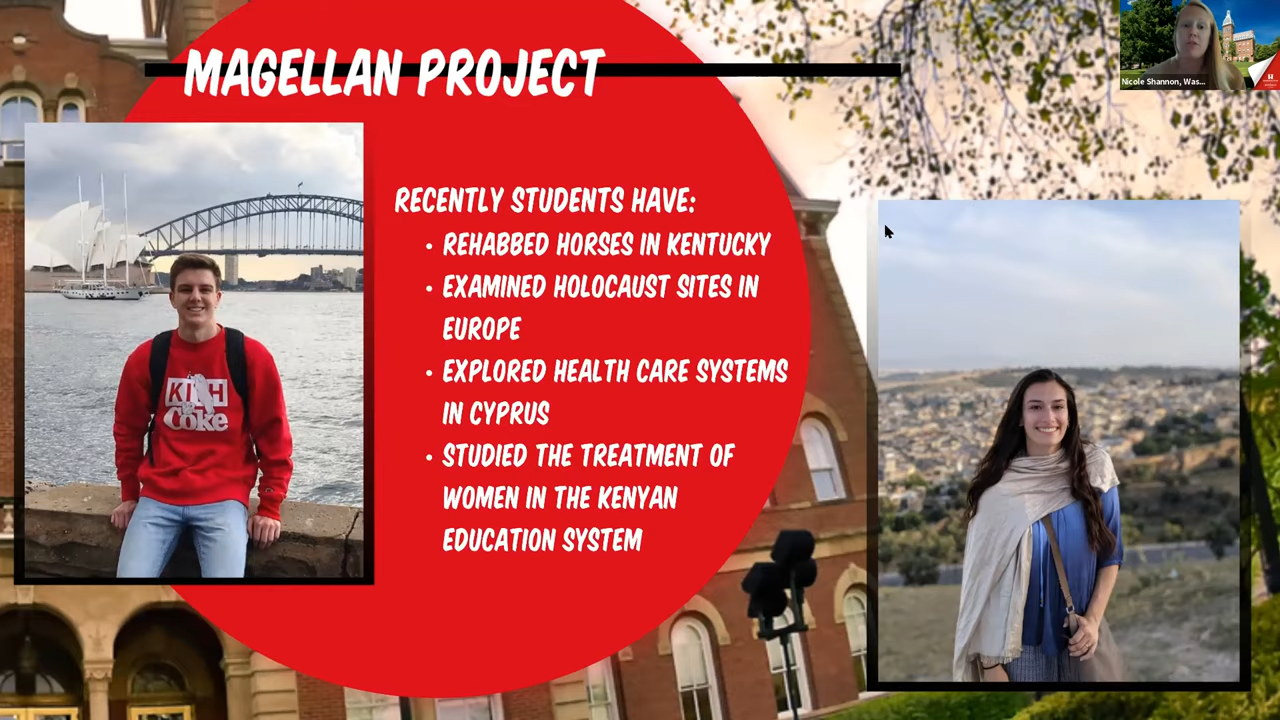 MAGELLAN PROJECT
Nicole Shannon, Was...
RECENTLY STUDENTS HAVE:
• REHABBED HORSES IN KENTUCKY
• EXAMINED HOLOCAUST SITES IN
EUROPE
• EXPLORED HEALTH CARE SYSTEMS
IN CYPRUS
• STUDIED THE TREATMENT OF
WOMEN IN THE KENYAN
EDUCATION SYSTEM
KITH
Coke